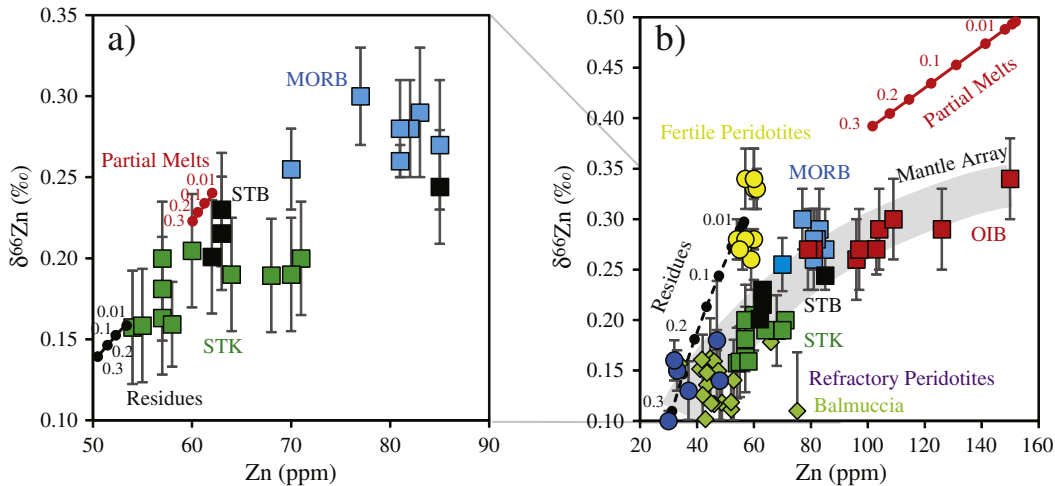 a)
0.35
0.30
0.25
0.20
0.15
0.10
δ⁶⁶Zn (‰)
MORB
Partial Melts
0.01
0.1
0.2
0.3
STB
STK
0.01
0.1
0.2
0.3
Residues
50
60
70
80
90
Zn (ppm)
b)
0.50
0.45
0.40
0.35
0.30
0.25
0.20
0.15
0.10
δ⁶⁶Zn (‰)
0.01
0.1
0.2
0.3
Partial Melts
Fertile Peridotites
MORB
Mantle Array
OIB
0.01
0.1
0.2
0.3
Residues
STB
STK
Refractory Peridotites
Balmuccia
20
40
60
80
100
120
140
160
Zn (ppm)